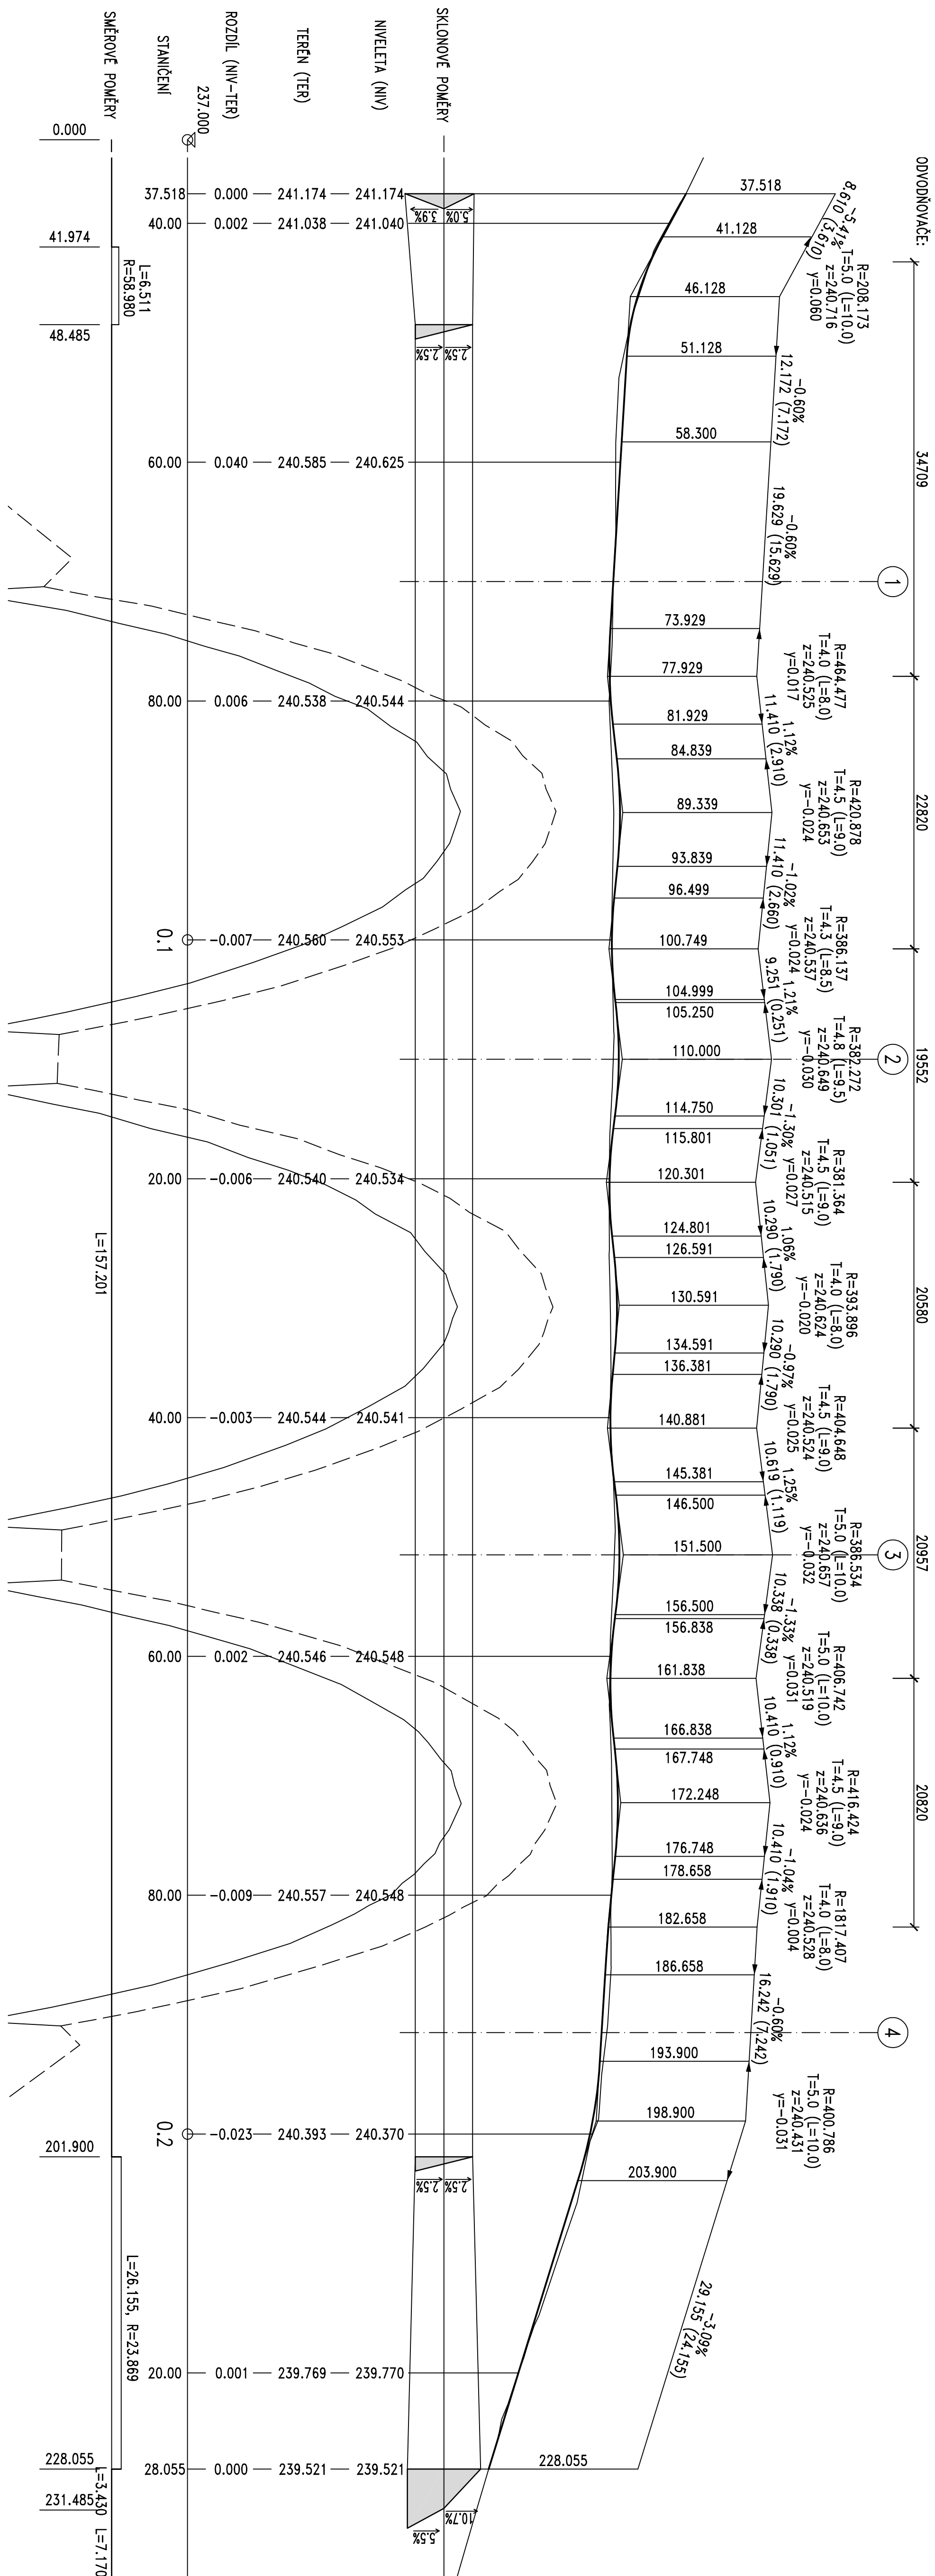 ODVODŇOVAČE:
34709
22820
19552
20580
20957
20820
1
2
3
4
8.610 (3.610)
-5.41%
R=208.173
T=5.0 (L=10.0)
z=240.716
y=0.060
-0.60%
12.172 (7.172)
-0.60%
19.629 (15.629)
R=464.477
T=4.0 (L=8.0)
z=240.525
y=0.017
1.12%
11.410 (2.910)
R=420.878
T=4.5 (L=9.0)
z=240.653
y=-0.024
-1.02%
11.410 (2.660)
R=386.137
T=4.3 (L=8.5)
z=240.537
y=0.024
1.21%
9.251 (0.251)
R=382.272
T=4.8 (L=9.5)
z=240.649
y=-0.030
-1.30%
10.301 (1.051)
R=381.364
T=4.5 (L=9.0)
z=240.515
y=0.027
1.06%
10.290 (1.790)
R=393.896
T=4.0 (L=8.0)
z=240.624
y=-0.020
-0.97%
10.290 (1.790)
R=404.648
T=4.5 (L=9.0)
z=240.524
y=0.025
1.25%
10.619 (1.119)
R=386.534
T=5.0 (L=10.0)
z=240.657
y=-0.032
-1.33%
10.338 (0.338)
R=406.742
T=5.0 (L=10.0)
z=240.519
y=0.031
1.12%
10.410 (0.910)
R=416.424
T=4.5 (L=9.0)
z=240.636
y=-0.024
-1.04%
10.410 (1.910)
R=1817.407
T=4.0 (L=8.0)
z=240.528
y=0.004
-0.60%
16.242 (7.242)
R=400.786
T=5.0 (L=10.0)
z=240.431
y=-0.031
-3.09%
29.155 (24.155)
37.518
41.128
46.128
51.128
58.300
73.929
77.929
81.929
84.839
89.339
93.839
96.499
100.749
104.999
105.250
110.000
114.750
115.801
120.301
124.801
126.591
130.591
134.591
136.381
140.881
145.381
146.500
151.500
156.500
156.838
161.838
166.838
167.748
172.248
176.748
178.658
182.658
186.658
193.900
198.900
203.900
228.055
SKLONOVÉ POMĚRY
5.0%
3.9%
2.5%
2.5%
2.5%
2.5%
10.7%
5.5%
NIVELETA (NIV)
241.174
241.040
240.625
240.544
240.553
240.534
240.541
240.548
240.548
240.370
239.770
239.521
TERÉN (TER)
241.174
241.038
240.585
240.538
240.560
240.540
240.544
240.546
240.557
240.393
239.769
239.521
ROZDÍL (NIV-TER)
0.000
0.002
0.040
0.006
-0.007
-0.006
-0.003
0.002
-0.009
-0.023
0.001
0.000
237.000
STANIČENÍ
37.518
40.00
60.00
80.00
0.1
20.00
40.00
60.00
80.00
0.2
20.00
28.055
SMĚROVÉ POMĚRY
L=6.511
R=58.980
L=157.201
L=26.155, R=23.869
L=3.430
L=7.170
0.000
41.974
48.485
201.900
228.055
231.485